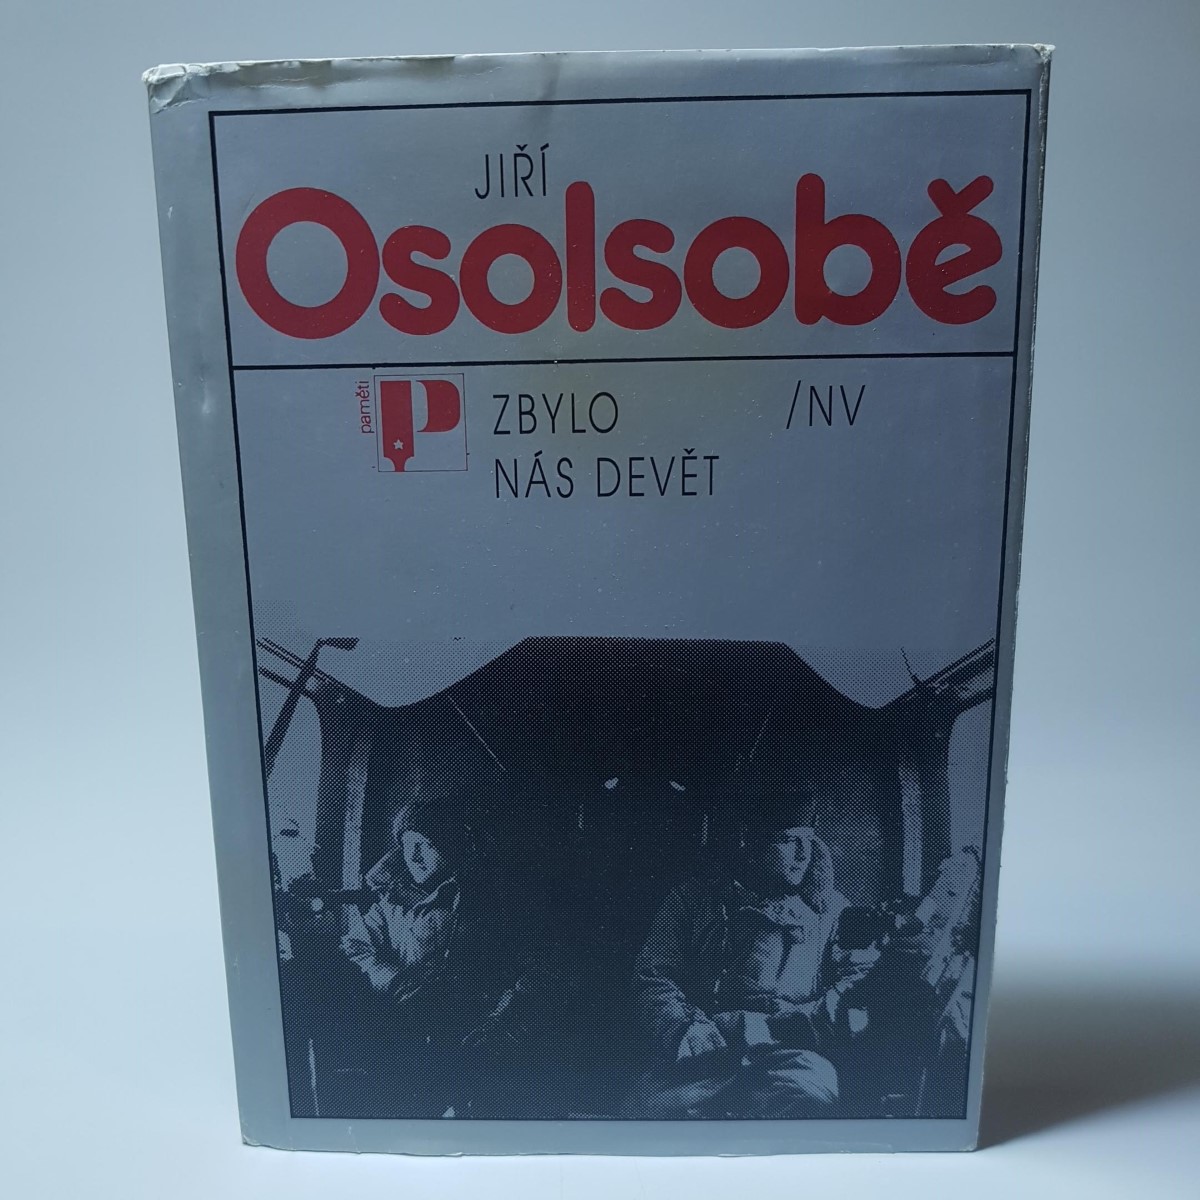 JIŘÍ
Osolsobě
paměti
P
ZBYLO /NV
NÁS DEVĚT